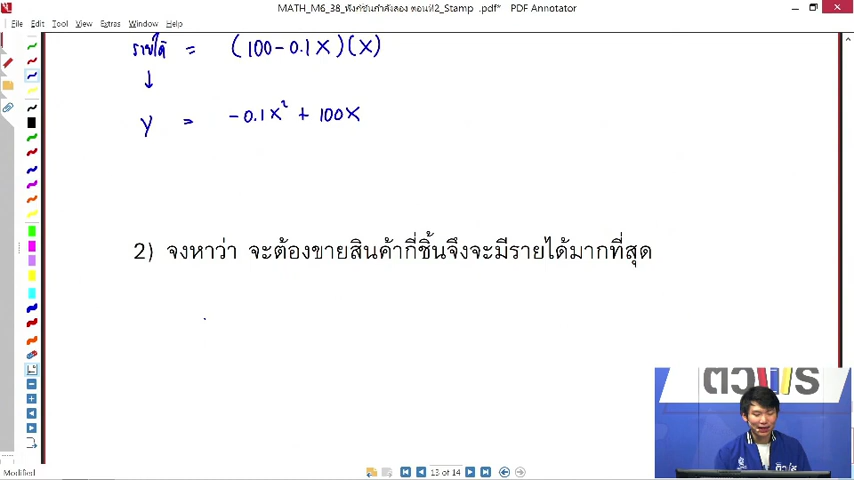 MATH_M6_38_ฟังก์ชันกำลังสอง ตอนที่2_Stamp .pdf* - PDF Annotator
File Edit Tool View Extras Window Help
รายได้ = (100-0.1X)(X)
↓
y = -0.1X² + 100X
2) จงหาว่า จะต้องขายสินค้ากี่ชิ้นจึงจะมีรายได้มากที่สุด
13 of 14
Modified